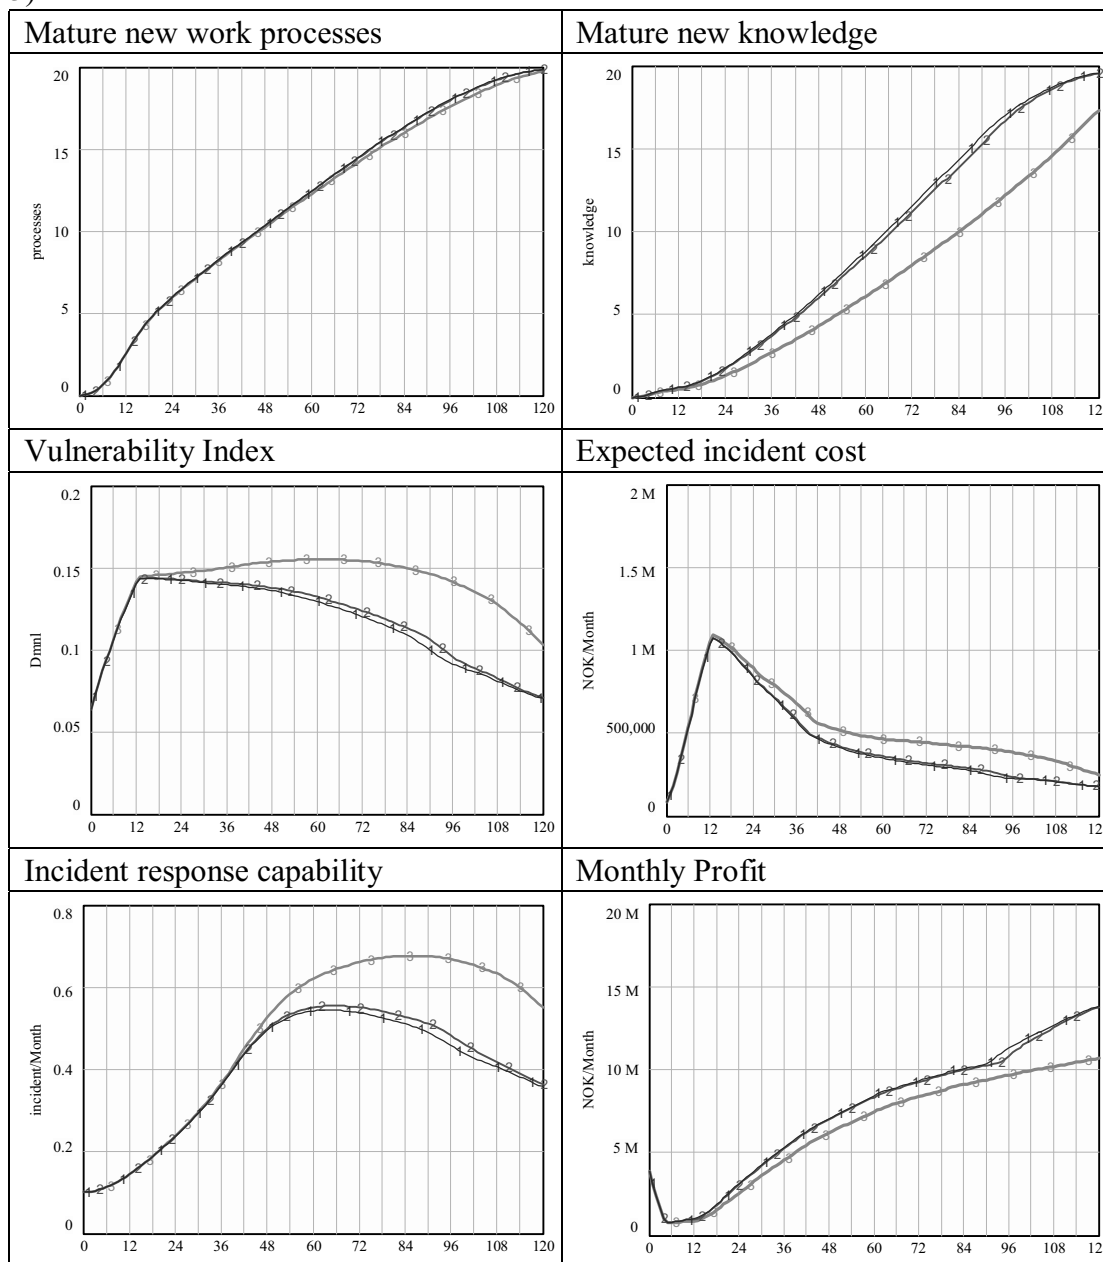 Mature new work processes
Mature new knowledge
20
15
10
5
0
processes
0 12 24 36 48 60 72 84 96 108 120
20
15
10
5
0
knowledge
0 12 24 36 48 60 72 84 96 108 12
Vulnerability Index
Expected incident cost
0.2
0.15
0.1
0.05
0
Dmnl
0 12 24 36 48 60 72 84 96 108 120
2 M
1.5 M
1 M
500,000
0
NOK/Month
0 12 24 36 48 60 72 84 96 108 12
Incident response capability
Monthly Profit
0.8
0.6
0.4
0.2
0
incident/Month
0 12 24 36 48 60 72 84 96 108 120
20 M
15 M
10 M
5 M
0
NOK/Month
0 12 24 36 48 60 72 84 96 108 12